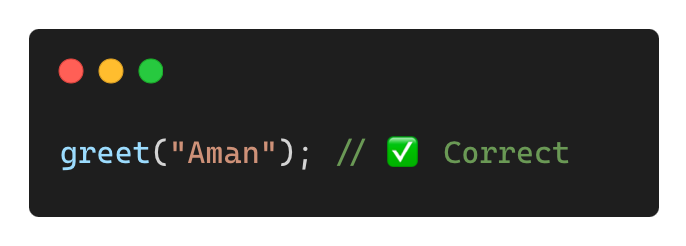 greet("Aman"); // ✅ Correct